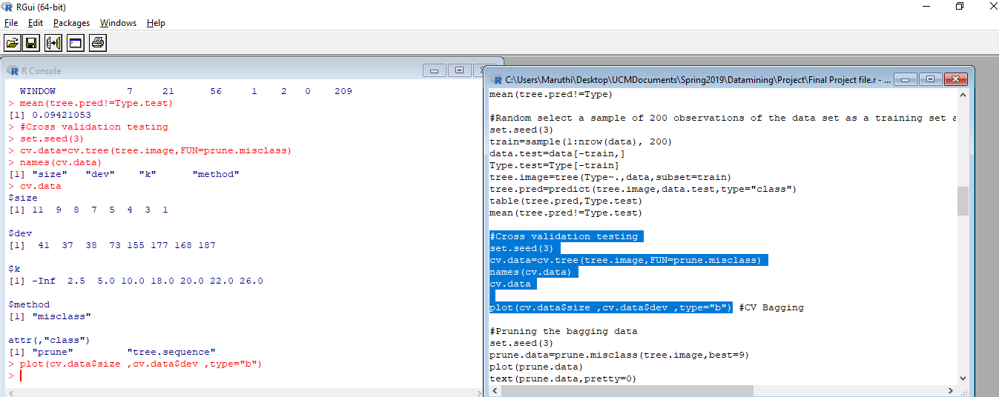 RGui (64-bit)
File Edit Packages Windows Help
R Console
WINDOW 7 21 56 1 2 0 209
> mean(tree.pred!=Type.test)
[1] 0.09421053
> #Cross validation testing
> set.seed(3)
> cv.data=cv.tree(tree.image,FUN=prune.misclass)
> names(cv.data)
[1] "size" "dev" "k" "method"
> cv.data
$size
[1] 11 9 8 7 5 4 3 1
$dev
[1] 41 37 38 73 155 177 168 187
$k
[1] -Inf 2.5 5.0 10.0 18.0 20.0 22.0 26.0
$method
[1] "misclass"
attr(,"class")
[1] "prune" "tree.sequence"
> plot(cv.data$size ,cv.data$dev ,type="b")
>
C:\Users\Maruthi\Desktop\UCMDocuments\Spring2019\Datamining\Project\Final Project file.r - ...
mean(tree.pred!=Type)
#Random select a sample of 200 observations of the data set as a training set a
set.seed(3)
train=sample(1:nrow(data), 200)
data.test=data[-train,]
Type.test=Type[-train]
tree.image=tree(Type~.,data,subset=train)
tree.pred=predict(tree.image,data.test,type="class")
table(tree.pred,Type.test)
mean(tree.pred!=Type.test)
#Cross validation testing
set.seed(3)
cv.data=cv.tree(tree.image,FUN=prune.misclass)
names(cv.data)
cv.data
plot(cv.data$size ,cv.data$dev ,type="b") #CV Bagging
#Pruning the bagging data
set.seed(3)
prune.data=prune.misclass(tree.image,best=9)
plot(prune.data)
text(prune.data,pretty=0)